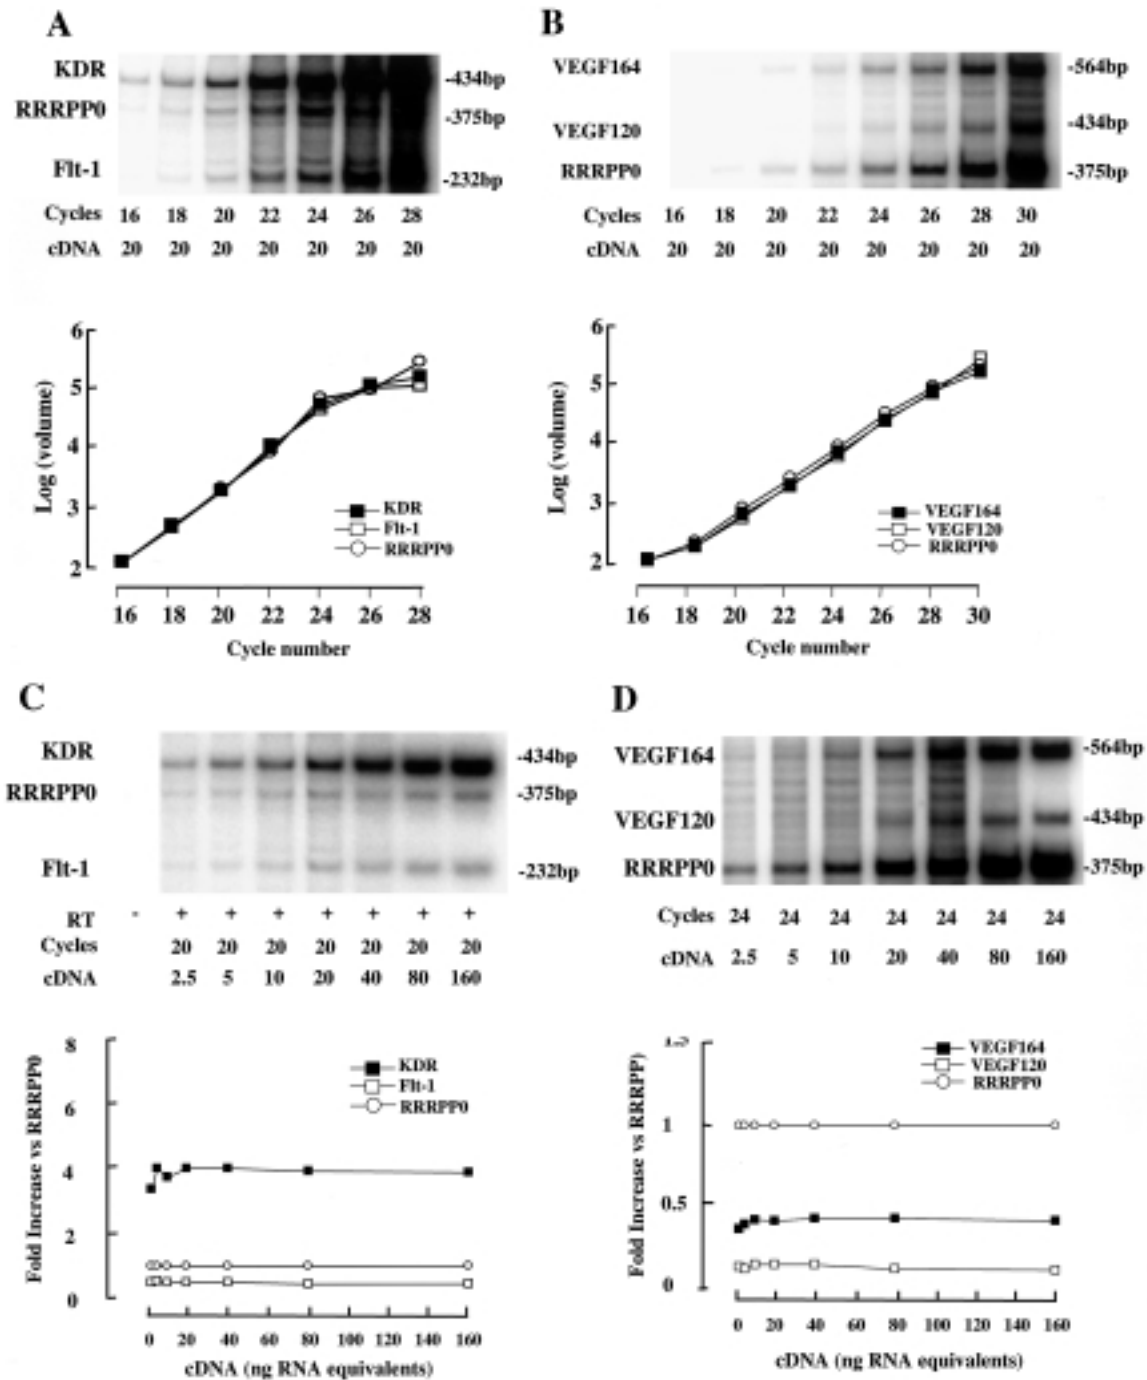 A
KDR
RRRPP0
Flt-1
-434bp
-375bp
-232bp
Cycles 16 18 20 22 24 26 28
cDNA 20 20 20 20 20 20 20
6
5
4
3
2
Log (volume)
KDR
Flt-1
RRRPP0
16 18 20 22 24 26 28
Cycle number
B
VEGF164
VEGF120
RRRPP0
-564bp
-434bp
-375bp
Cycles 16 18 20 22 24 26 28 30
cDNA 20 20 20 20 20 20 20 20
6
5
4
3
2
Log (volume)
VEGF164
VEGF120
RRRPP0
16 18 20 22 24 26 28 30
Cycle number
C
KDR
RRRPP0
Flt-1
-434bp
-375bp
-232bp
RT - + + + + + + +
Cycles 20 20 20 20 20 20 20
cDNA 2.5 5 10 20 40 80 160
8
6
4
2
0
Fold Increase vs RRRPP0
KDR
Flt-1
RRRPP0
0 20 40 60 80 100 120 140 160
cDNA (ng RNA equivalents)
D
VEGF164
VEGF120
RRRPP0
-564bp
-434bp
-375bp
Cycles 24 24 24 24 24 24 24
cDNA 2.5 5 10 20 40 80 160
1
0.5
0
Fold Increase vs RRRPP)
VEGF164
VEGF120
RRRPP0
0 20 40 60 80 100 120 140 160
cDNA (ng RNA equivalents)